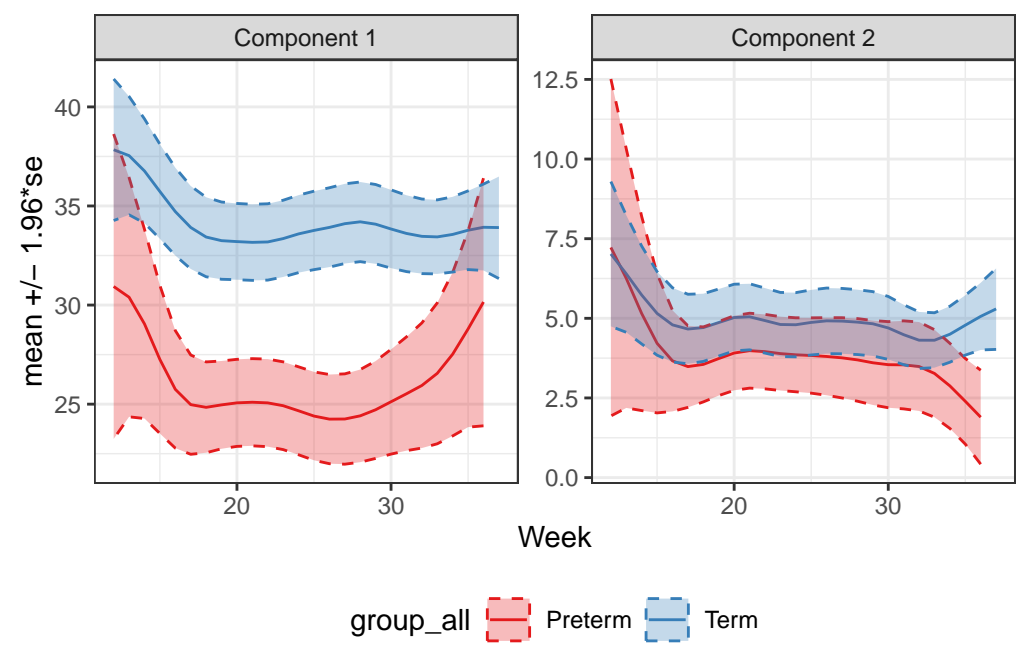 Component 1
Component 2
mean +/− 1.96*se
40
35
30
25
12.5
10.0
7.5
5.0
2.5
0.0
20
30
20
30
Week
group_all
Preterm
Term